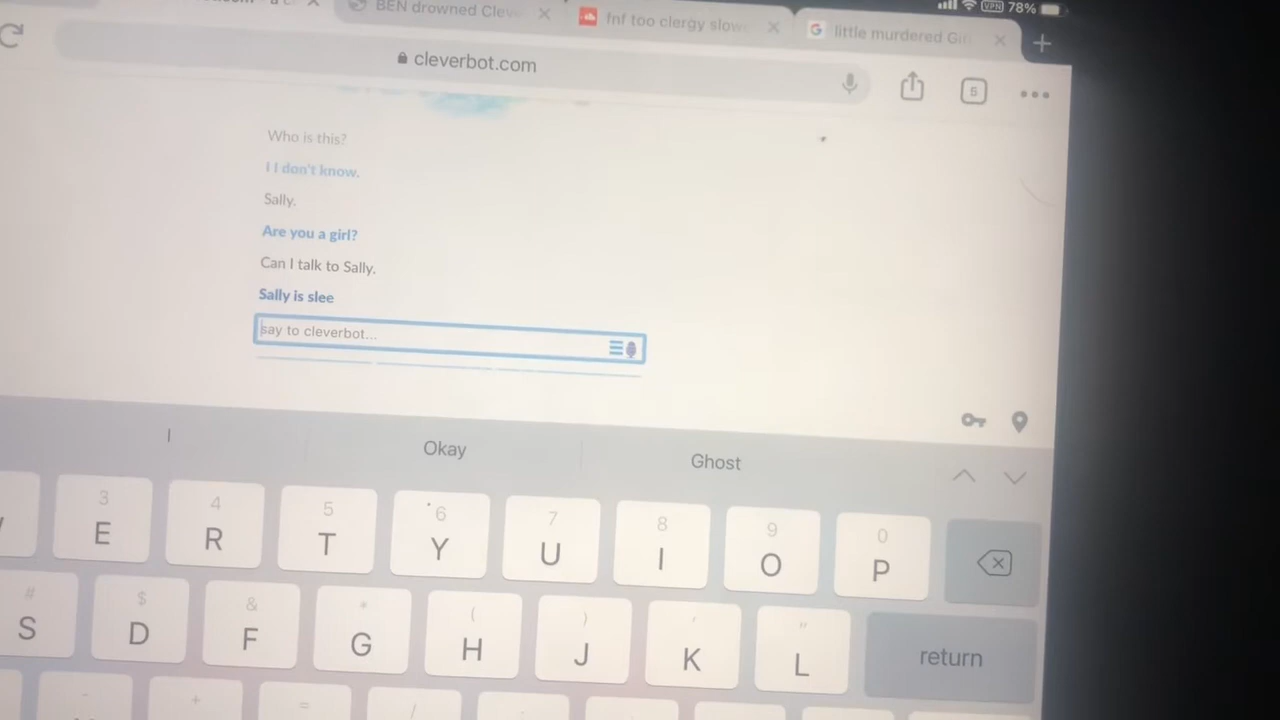 BEN drowned Cleve
fnf too clergy slow
little murdered Gi
VPN 78%
cleverbot.com
5
Who is this?
I I don't know.
Sally.
Are you a girl?
Can I talk to Sally.
Sally is slee
say to cleverbot...
I
Okay
Ghost
3 4 5 6 7 8 9 0
E R T Y U I O P
# $ & * ( ) ' "
S D F G H J K L
return
- + = /